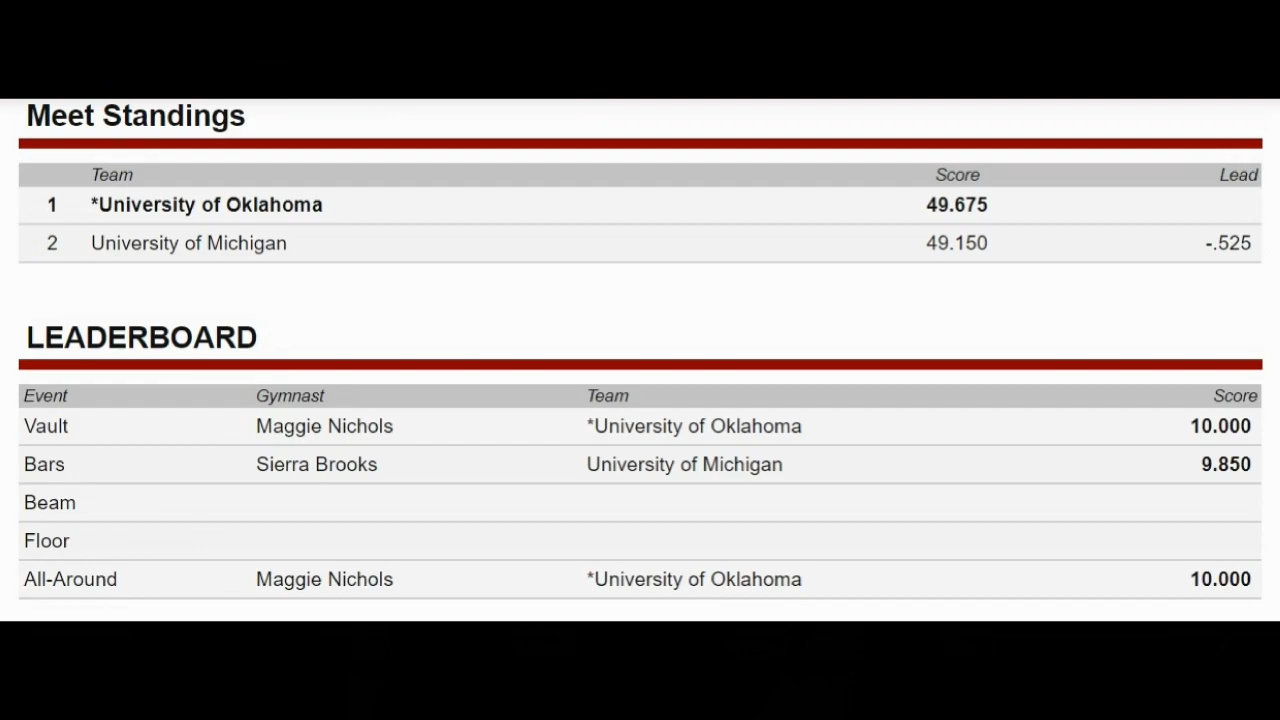 Meet Standings
Team Score Lead
1 *University of Oklahoma 49.675
2 University of Michigan 49.150 -.525
LEADERBOARD
Event Gymnast Team Score
Vault Maggie Nichols *University of Oklahoma 10.000
Bars Sierra Brooks University of Michigan 9.850
Beam
Floor
All-Around Maggie Nichols *University of Oklahoma 10.000